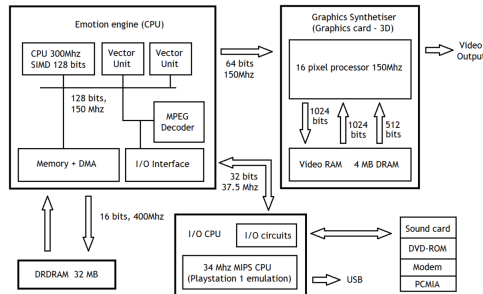 Emotion engine (CPU)
CPU 300Mhz
SIMD 128 bits
Vector
Unit
Vector
Unit
128 bits,
150 Mhz
MPEG
Decoder
Memory + DMA
I/O Interface
64 bits
150Mhz
Graphics Synthetiser
(Graphics card - 3D)
16 pixel processor 150Mhz
1024
bits
1024
bits
512
bits
Video RAM 4 MB DRAM
Video
Output
16 bits, 400Mhz
DRDRAM 32 MB
32 bits
37.5 Mhz
I/O CPU
I/O circuits
34 Mhz MIPS CPU
(Playstation 1 emulation)
USB
Sound card
DVD-ROM
Modem
PCMIA